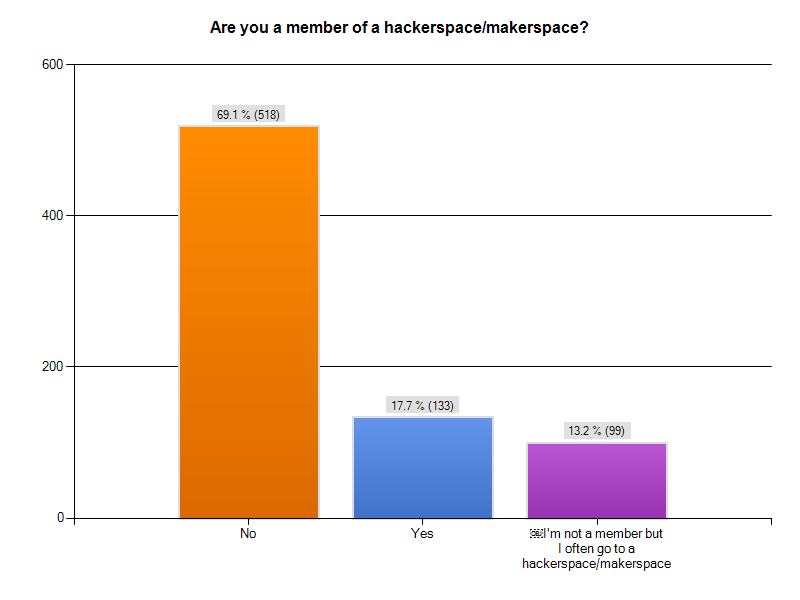 Are you a member of a hackerspace/makerspace?
600
400
200
0
69.1 % (518)
17.7 % (133)
13.2 % (99)
No
Yes
I'm not a member but
I often go to a
hackerspace/makerspace